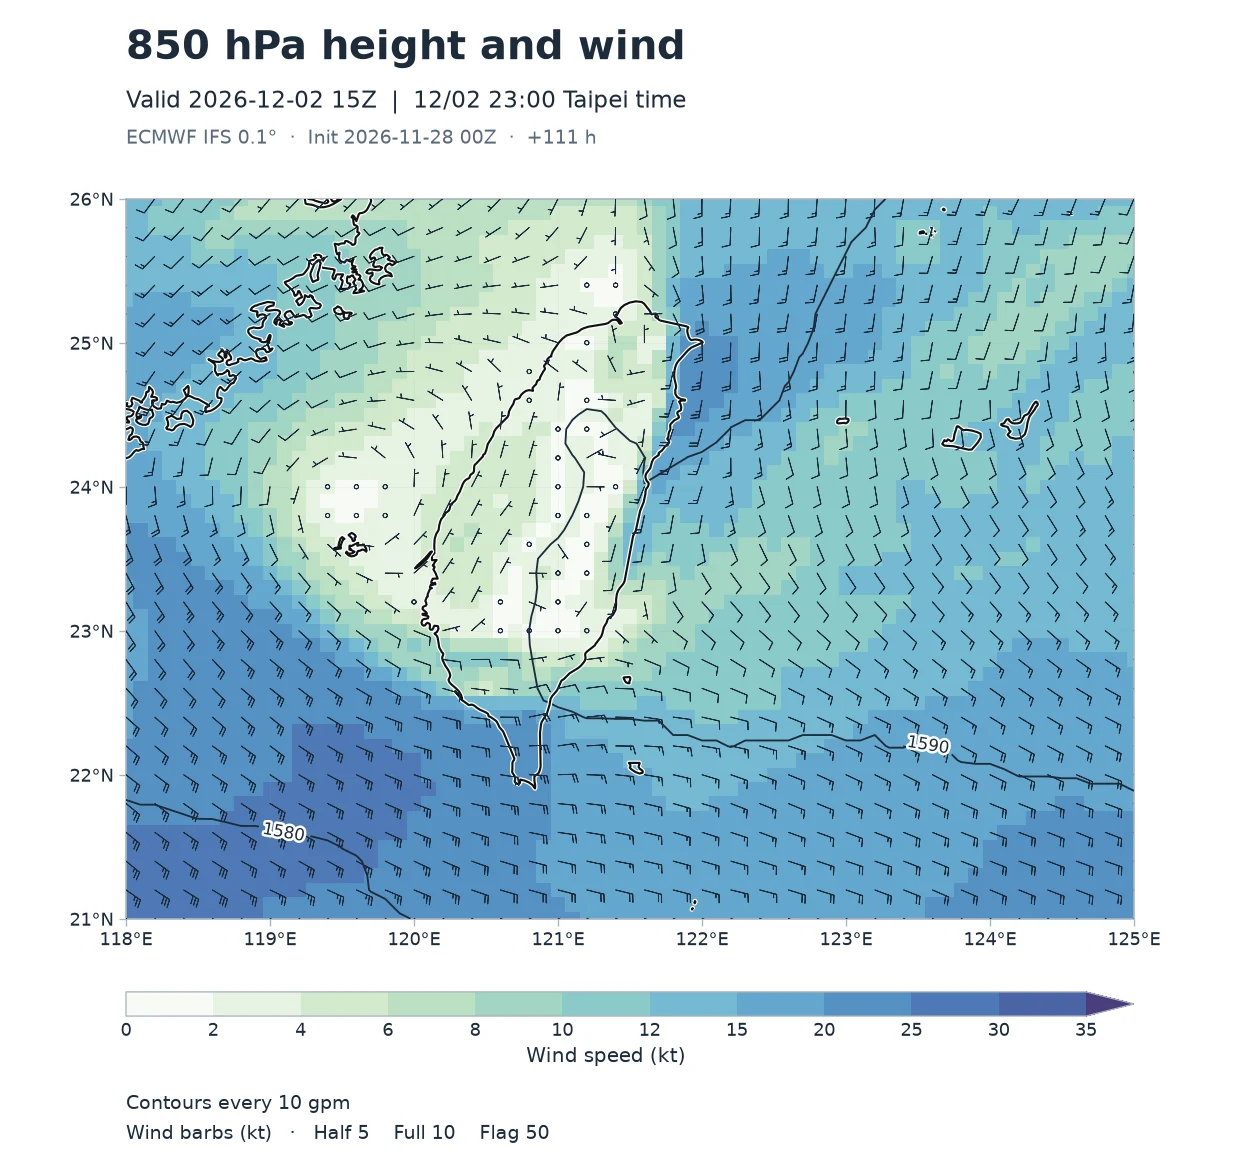 850 hPa height and wind
Valid 2026-12-02 15Z | 12/02 23:00 Taipei time
ECMWF IFS 0.1° · Init 2026-11-28 00Z · +111 h
26°N
25°N
24°N
23°N
22°N
21°N
1590
1580
118°E 119°E 120°E 121°E 122°E 123°E 124°E 125°E
0 2 4 6 8 10 12 15 20 25 30 35
Wind speed (kt)
Contours every 10 gpm
Wind barbs (kt) · Half 5 Full 10 Flag 50